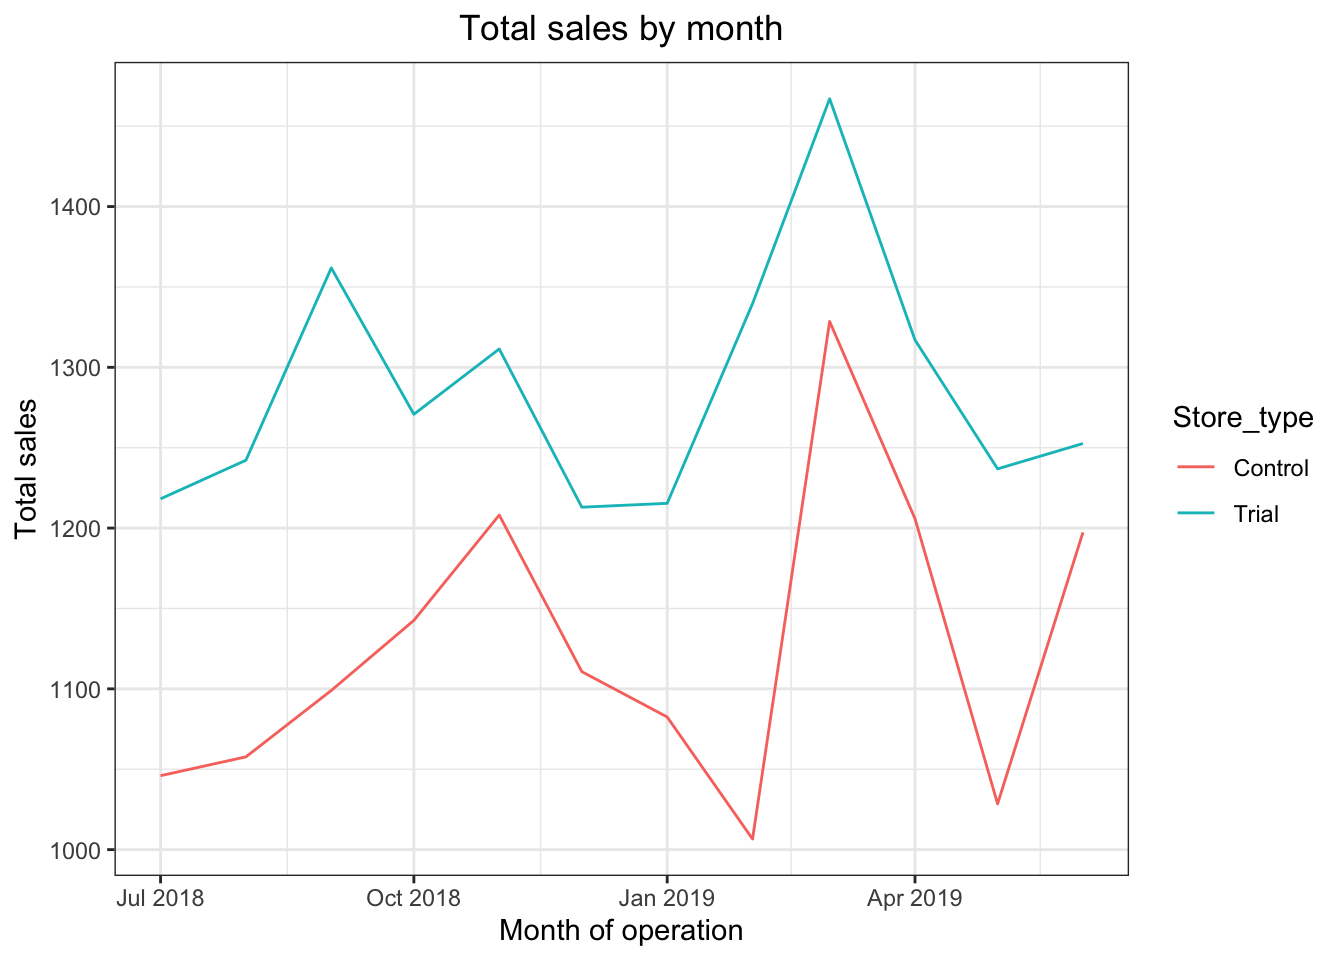 Total sales by month
Total sales
1400
1300
1200
1100
1000
Jul 2018
Oct 2018
Jan 2019
Apr 2019
Month of operation
Store_type
Control
Trial